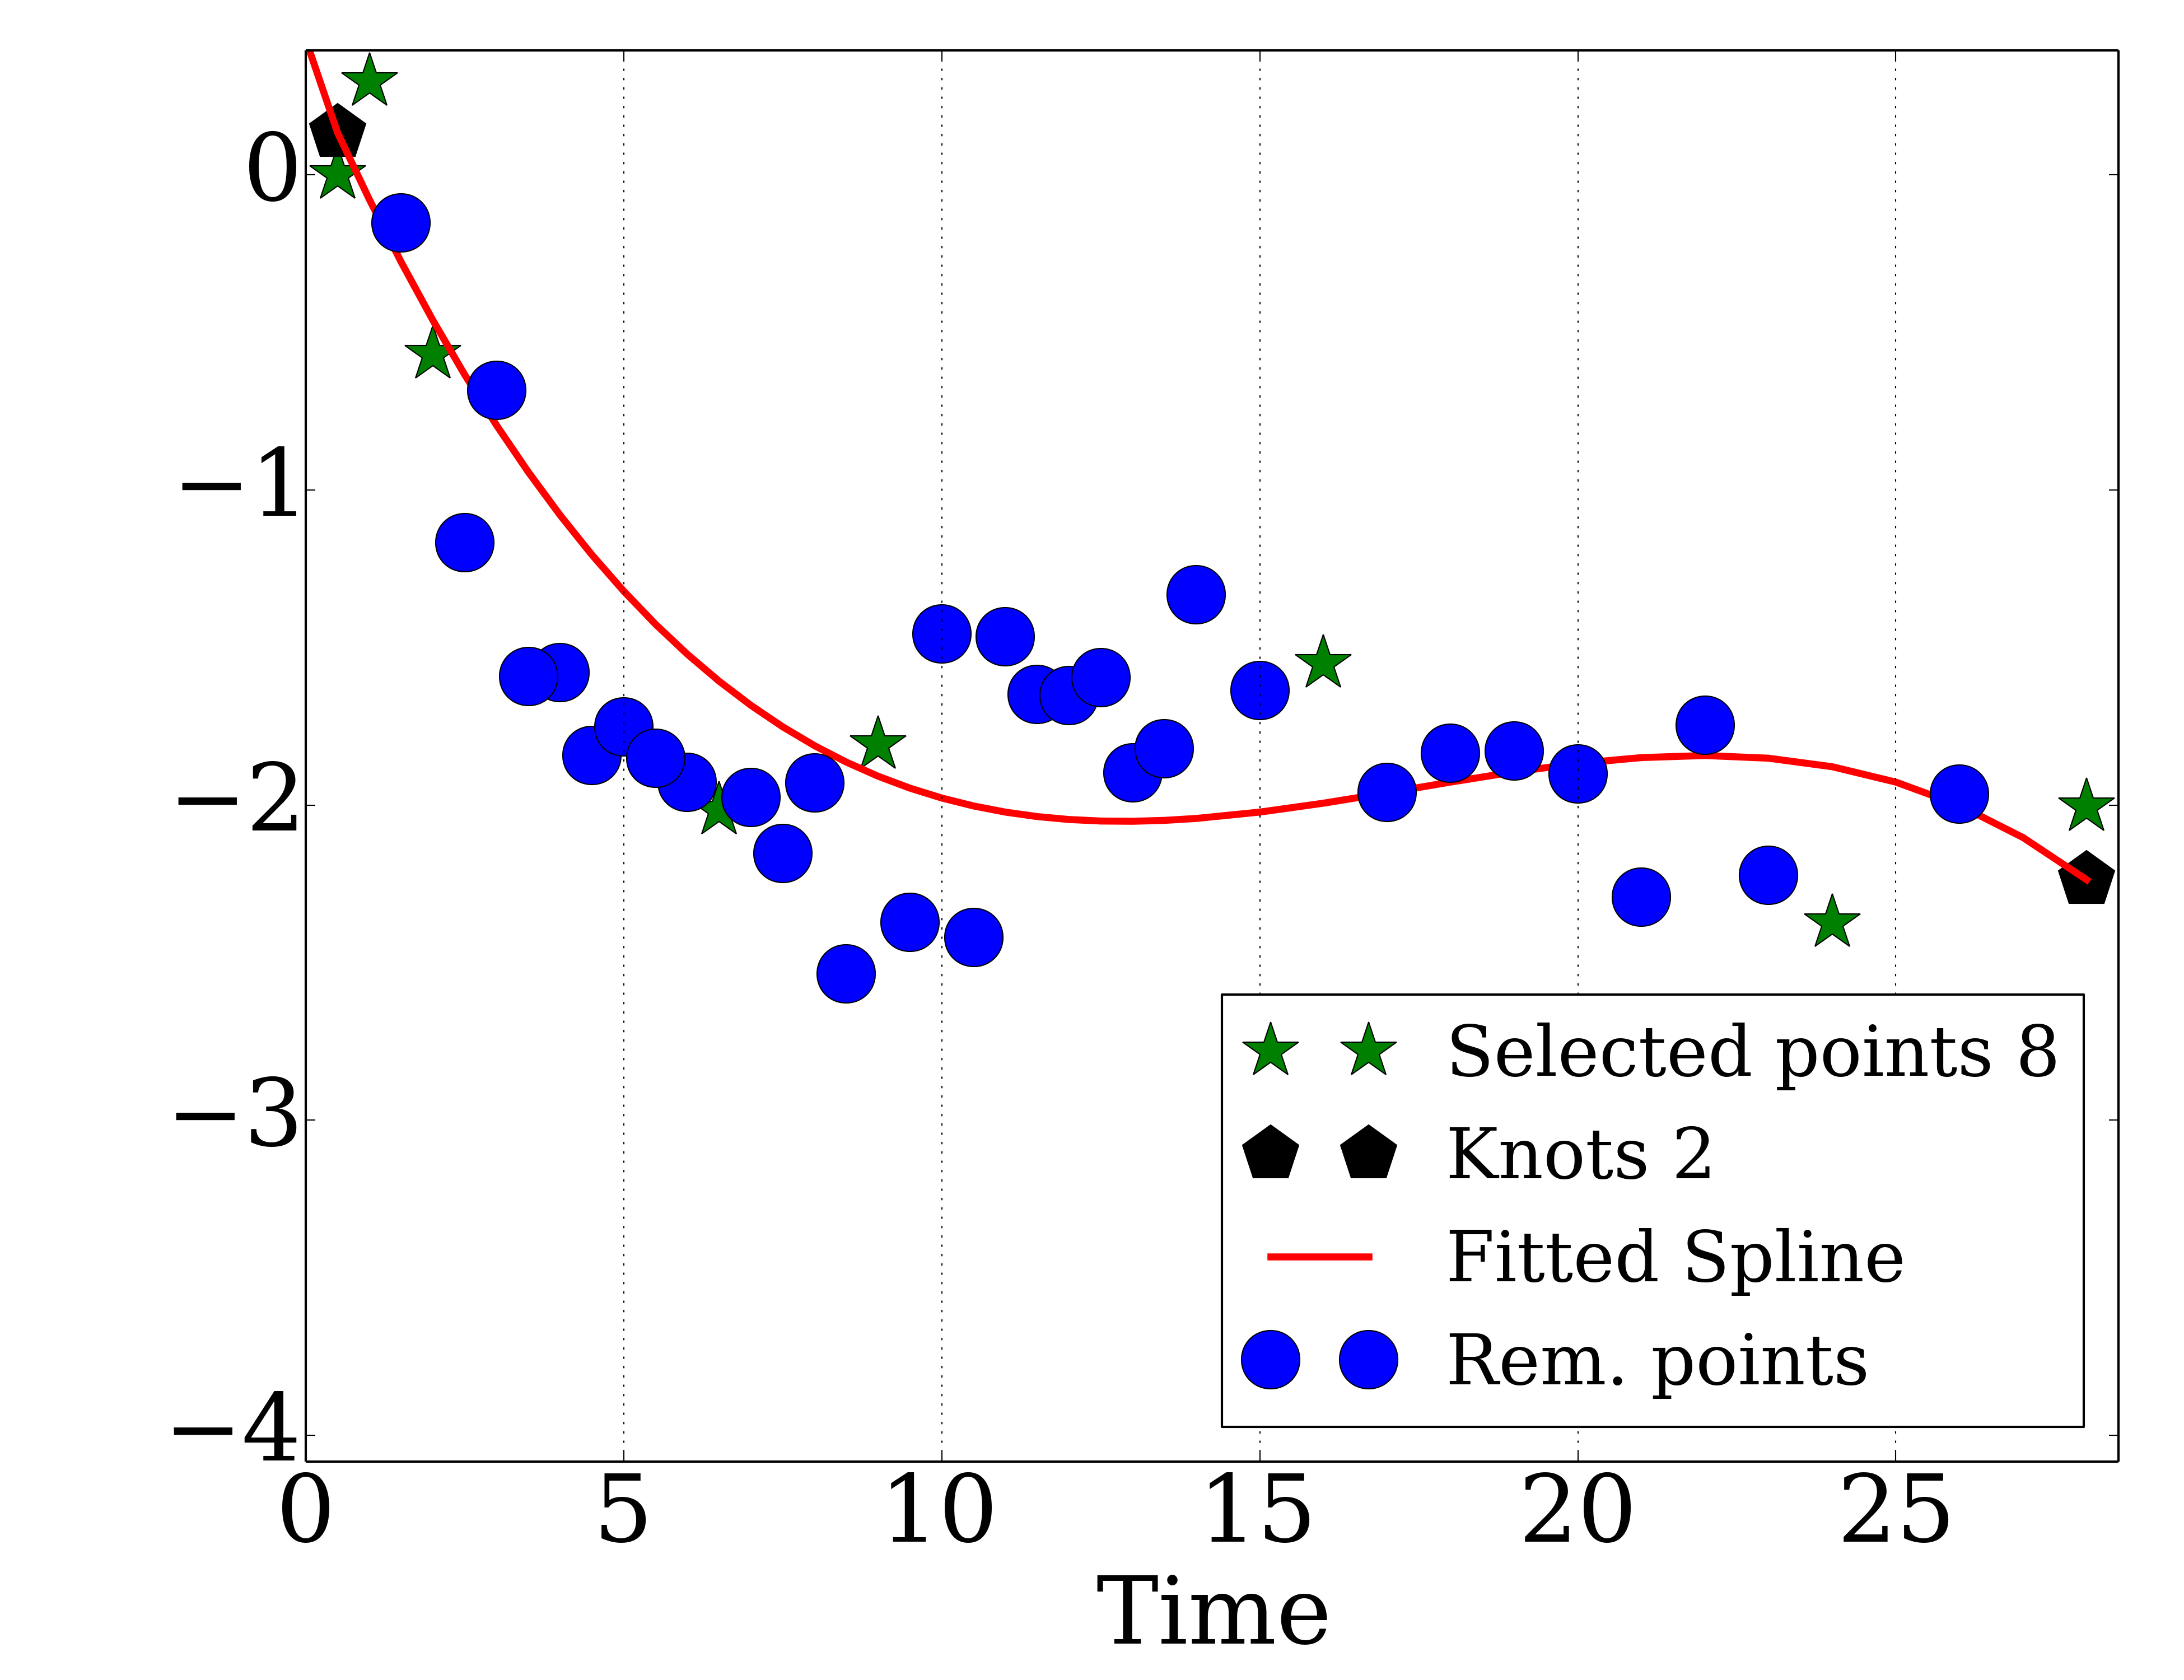 0
−1
−2
−3
−4
0 5 10 15 20 25
Time
Selected points 8
Knots 2
Fitted Spline
Rem. points